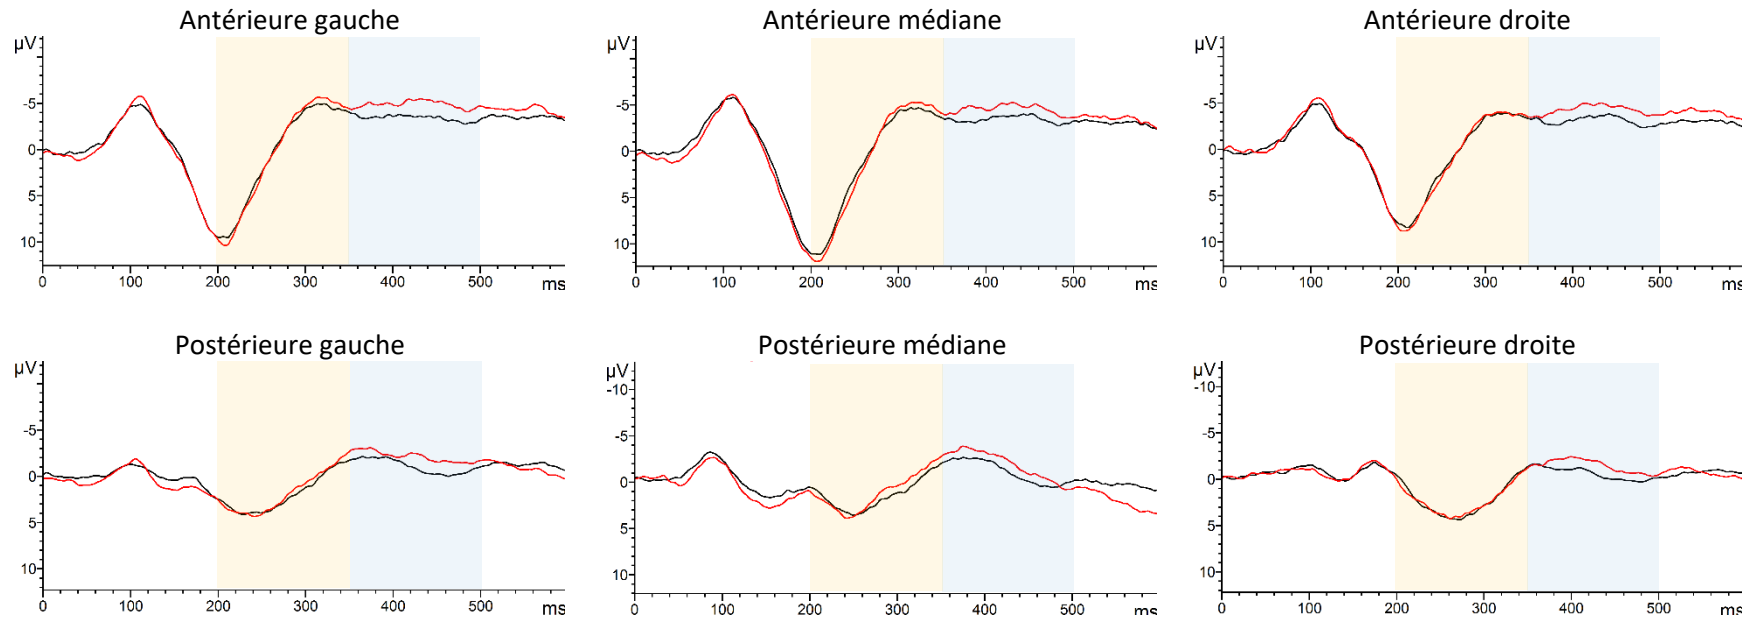 Antérieure gauche
µV
-5
0
5
10
0 100 200 300 400 500 ms
Antérieure médiane
µV
-5
0
5
10
0 100 200 300 400 500 ms
Antérieure droite
µV
-5
0
5
10
0 100 200 300 400 500 ms
Postérieure gauche
µV
-5
0
5
10
0 100 200 300 400 500 ms
Postérieure médiane
µV
-10
-5
0
5
10
0 100 200 300 400 500 ms
Postérieure droite
µV
-10
-5
0
5
10
0 100 200 300 400 500 ms